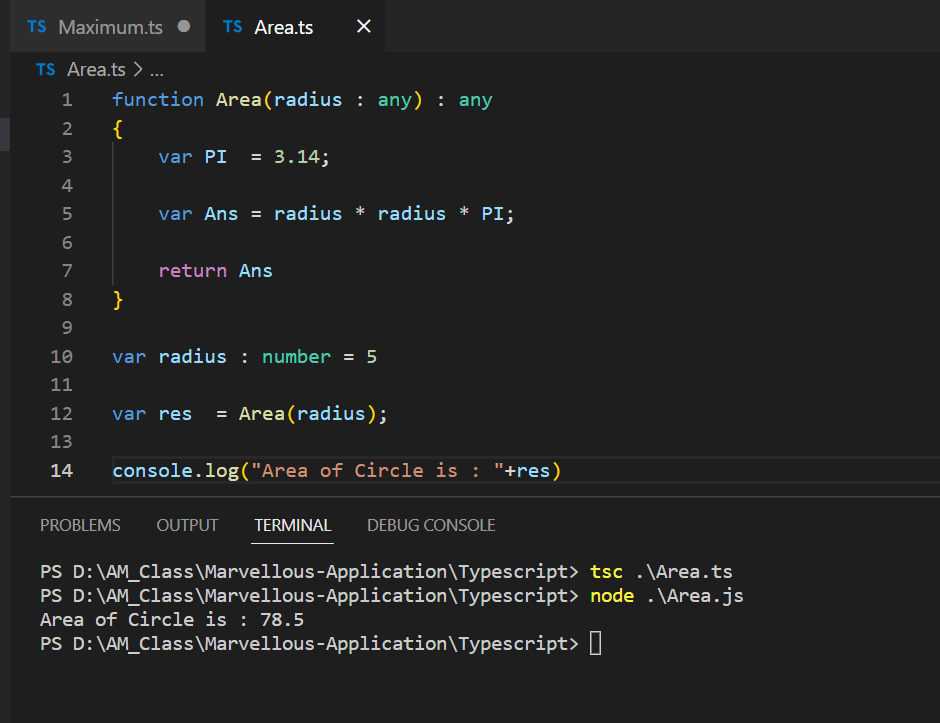 TS Maximum.ts ● TS Area.ts ×
TS Area.ts > ...
1 function Area(radius : any) : any
2 {
3     var PI  = 3.14;
4
5     var Ans = radius * radius * PI;
6
7     return Ans
8 }
9
10 var radius : number = 5
11
12 var res  = Area(radius);
13
14 console.log("Area of Circle is : "+res)
PROBLEMS OUTPUT TERMINAL DEBUG CONSOLE
PS D:\AM_Class\Marvellous-Application\Typescript> tsc .\Area.ts
PS D:\AM_Class\Marvellous-Application\Typescript> node .\Area.js
Area of Circle is : 78.5
PS D:\AM_Class\Marvellous-Application\Typescript>